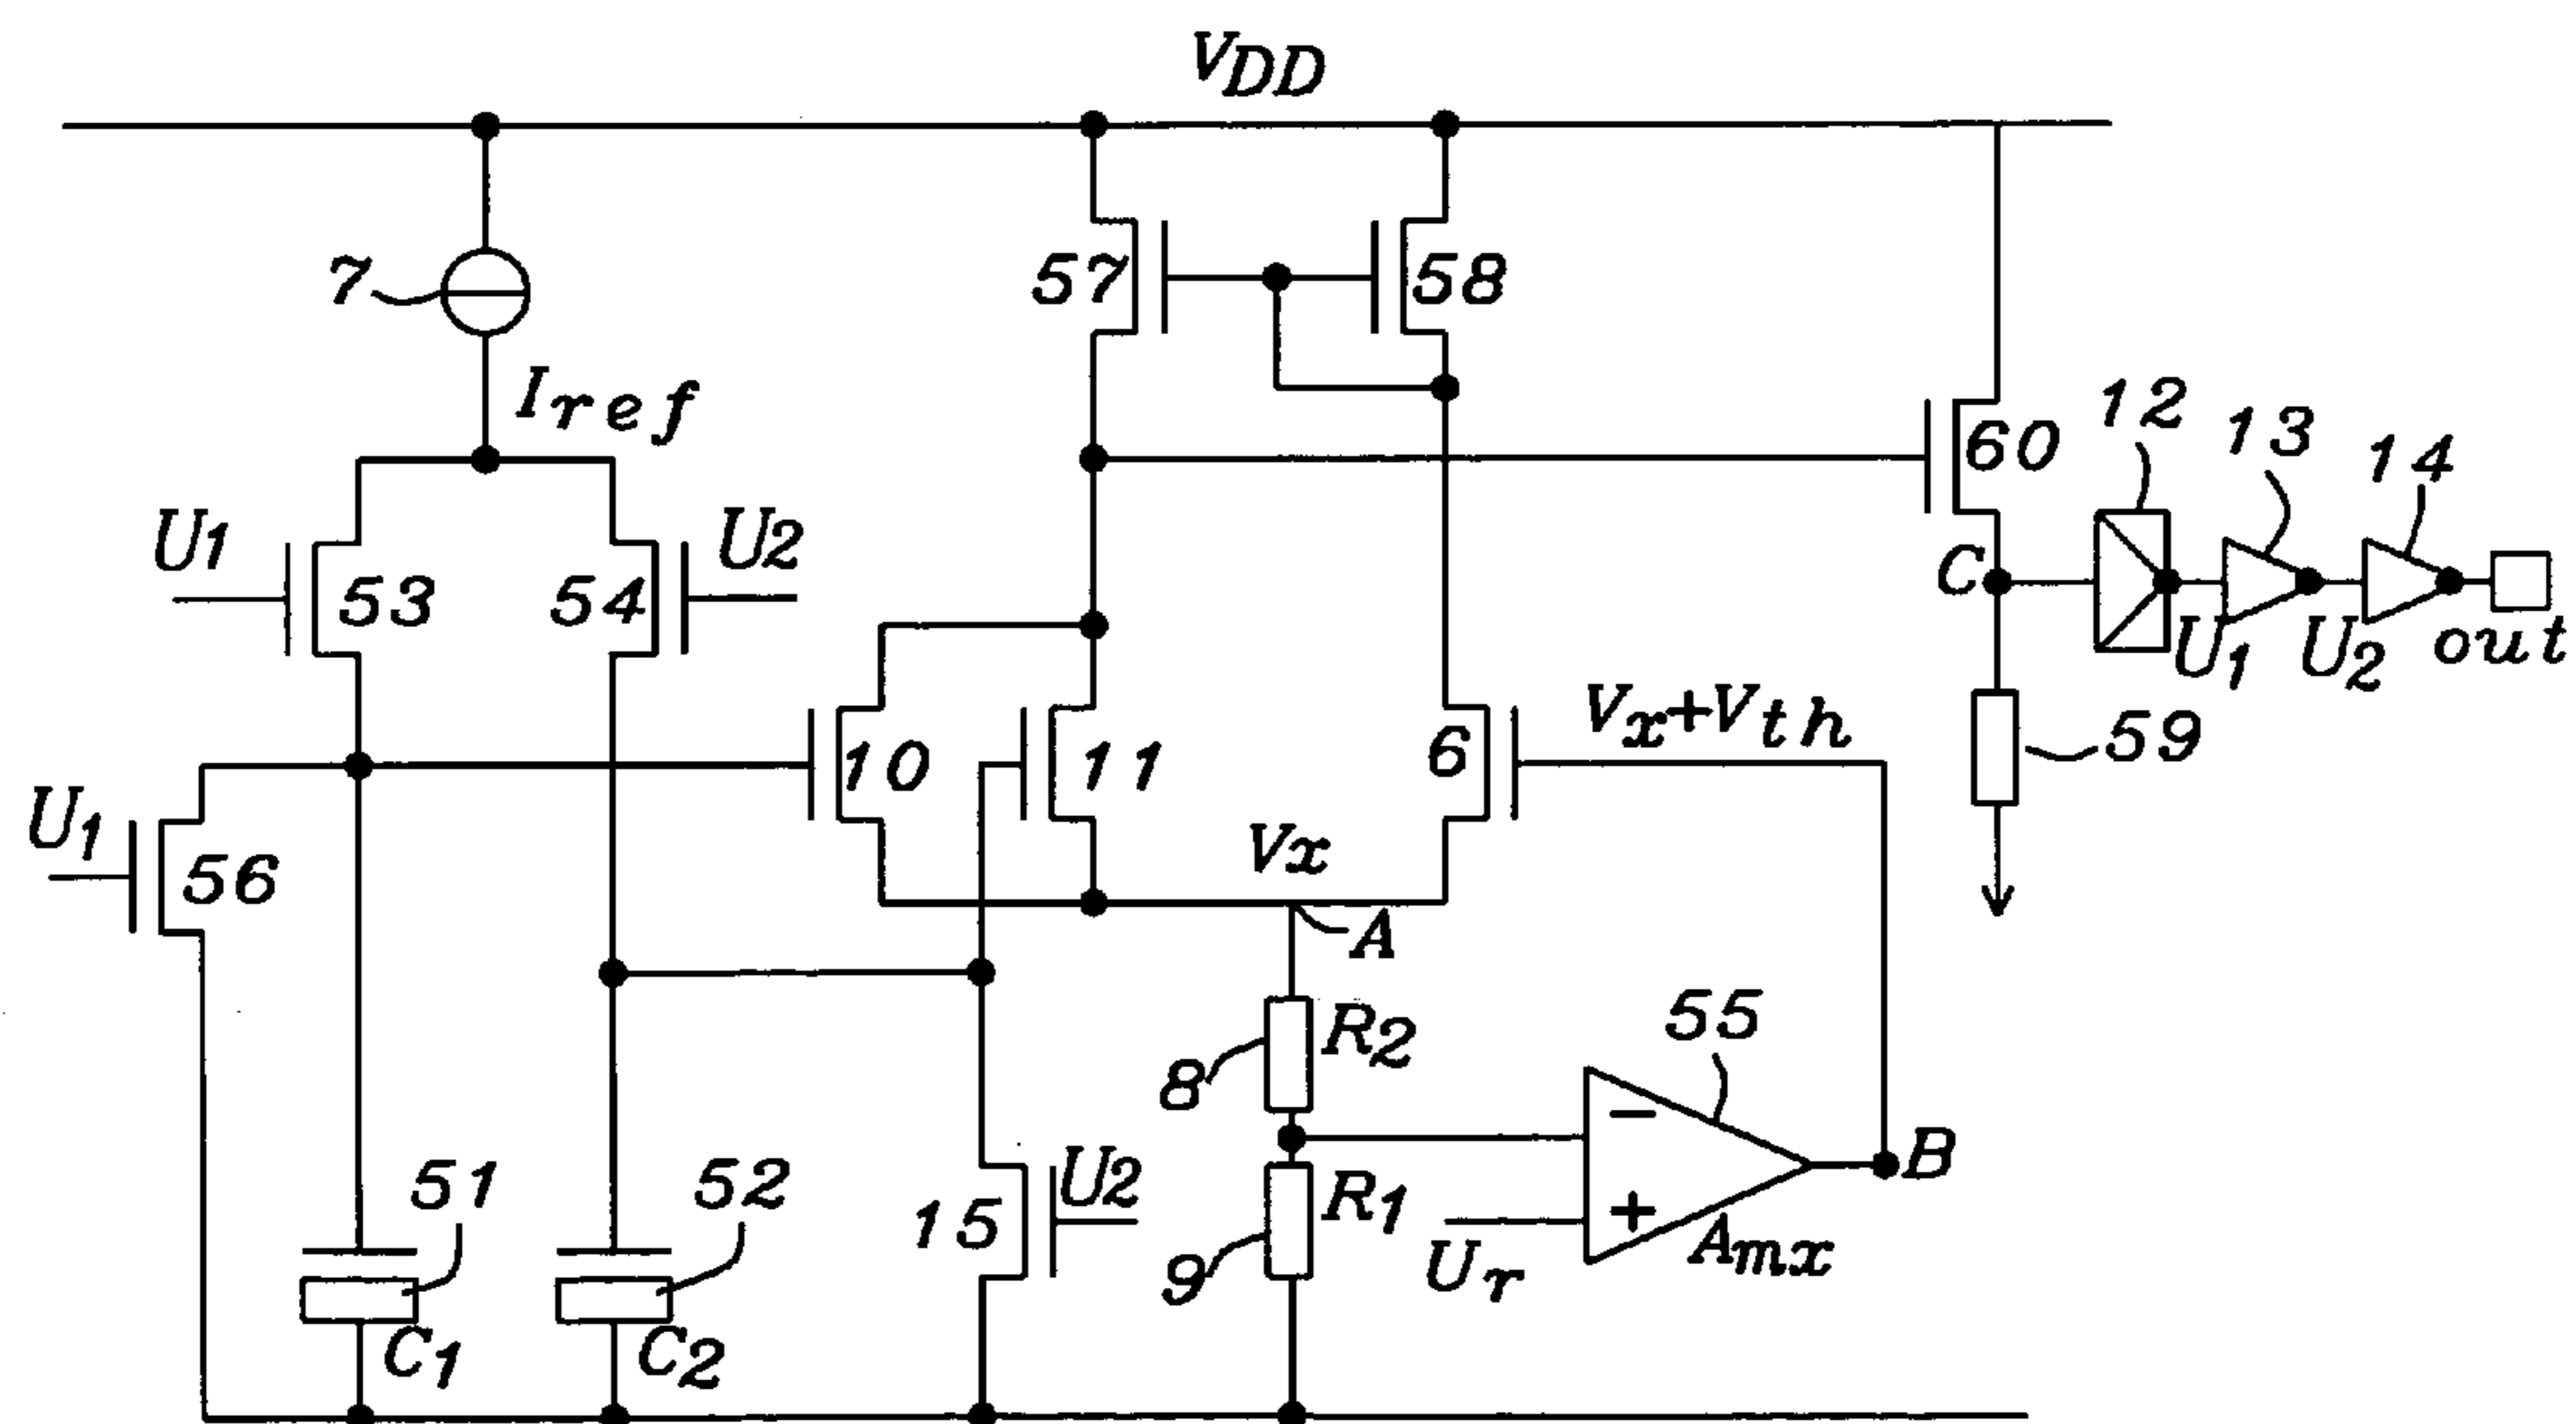 VDD
7
57
58
Iref
12
13
14
60
U1
53
54
U2
C
U1
U2
out
U1
56
10
11
6
Vx+Vth
59
Vx
A
8
R2
55
51
52
15
U2
9
R1
Ur
Amx
B
C1
C2
−
+